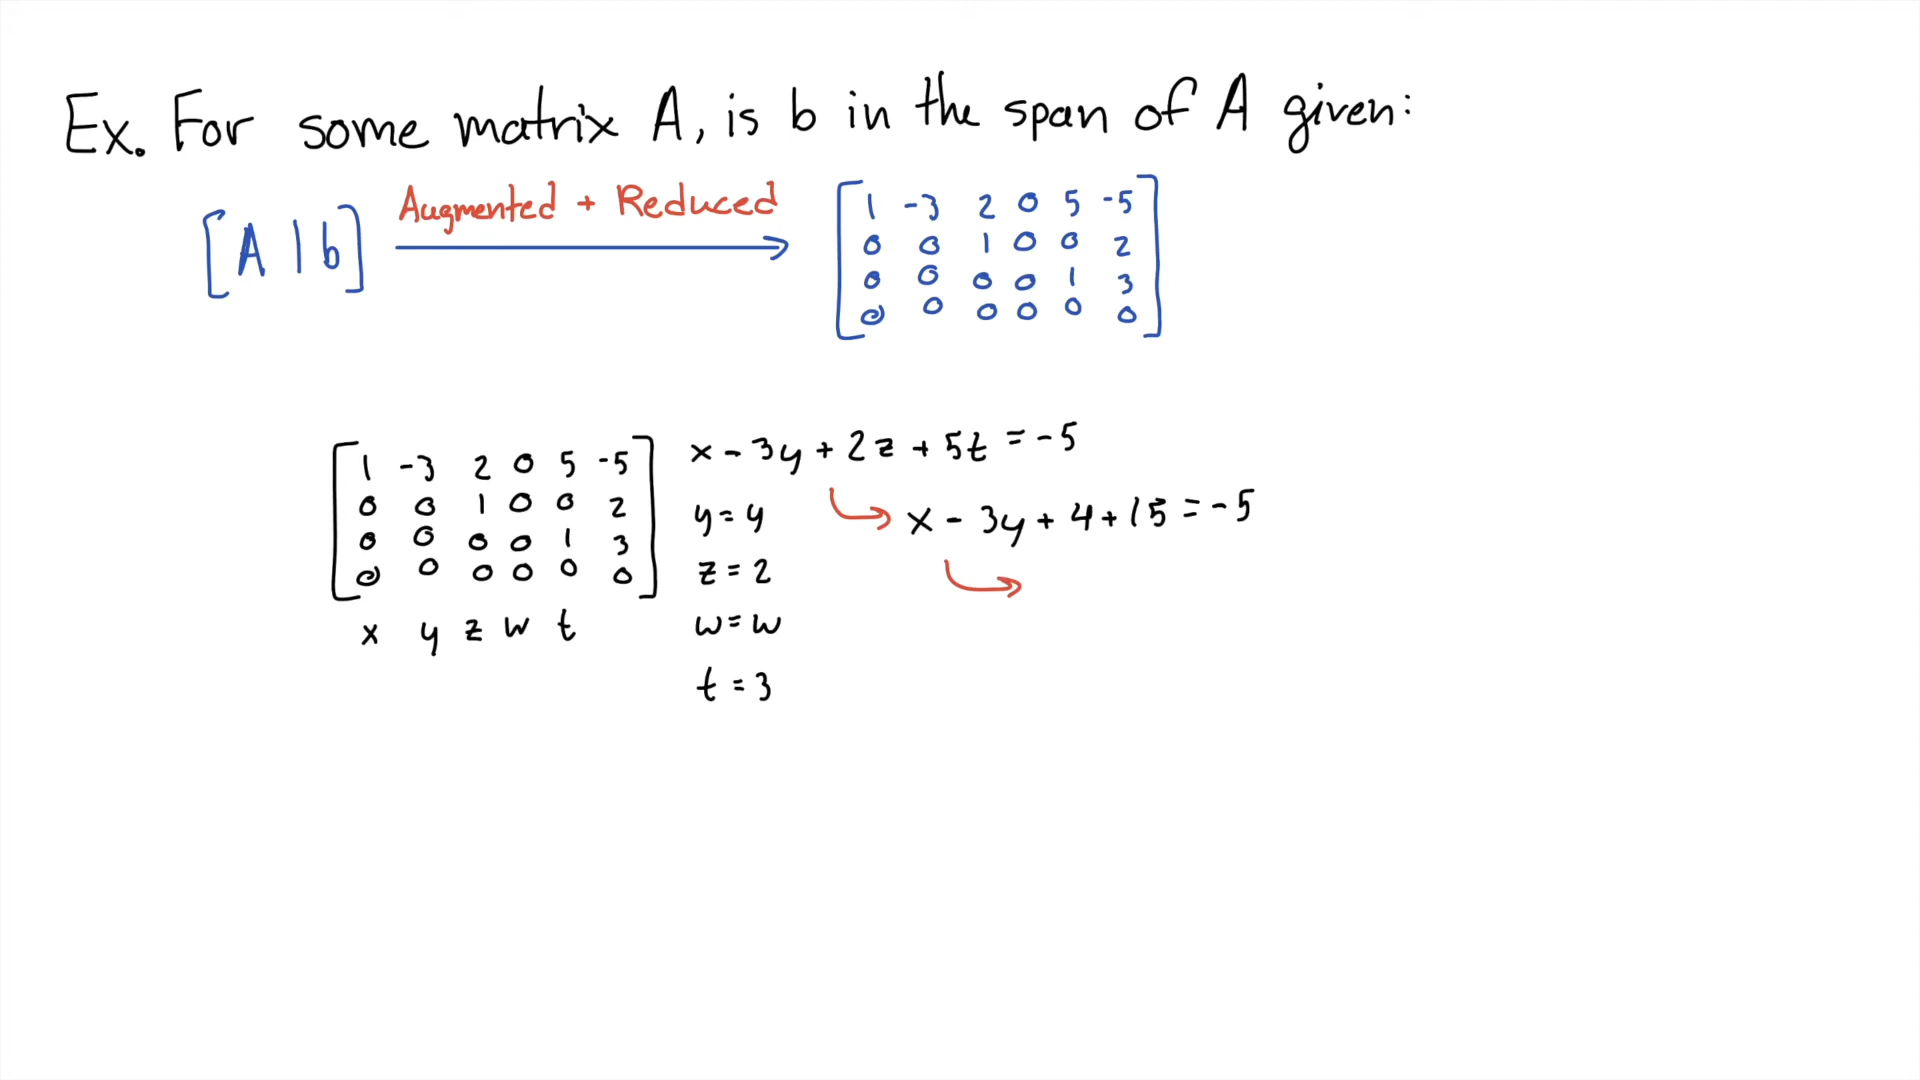 Ex. For some matrix A, is b in the span of A given:
[A | b] Augmented + Reduced
1 -3 2 0 5 -5
0 0 1 0 0 2
0 0 0 0 1 3
0 0 0 0 0 0
1 -3 2 0 5 -5
0 0 1 0 0 2
0 0 0 0 1 3
0 0 0 0 0 0
x y z w t
x - 3y + 2z + 5t = -5
y = y
x - 3y + 4 + 15 = -5
z = 2
w = w
t = 3